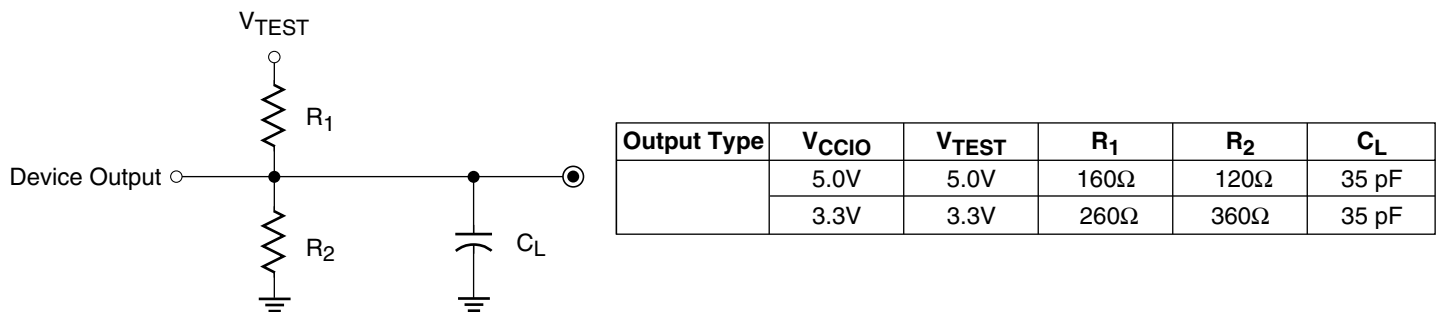 VTEST
R1
Device Output
R2
CL
Output Type VCCIO VTEST R1 R2 CL
5.0V 5.0V 160Ω 120Ω 35 pF
3.3V 3.3V 260Ω 360Ω 35 pF